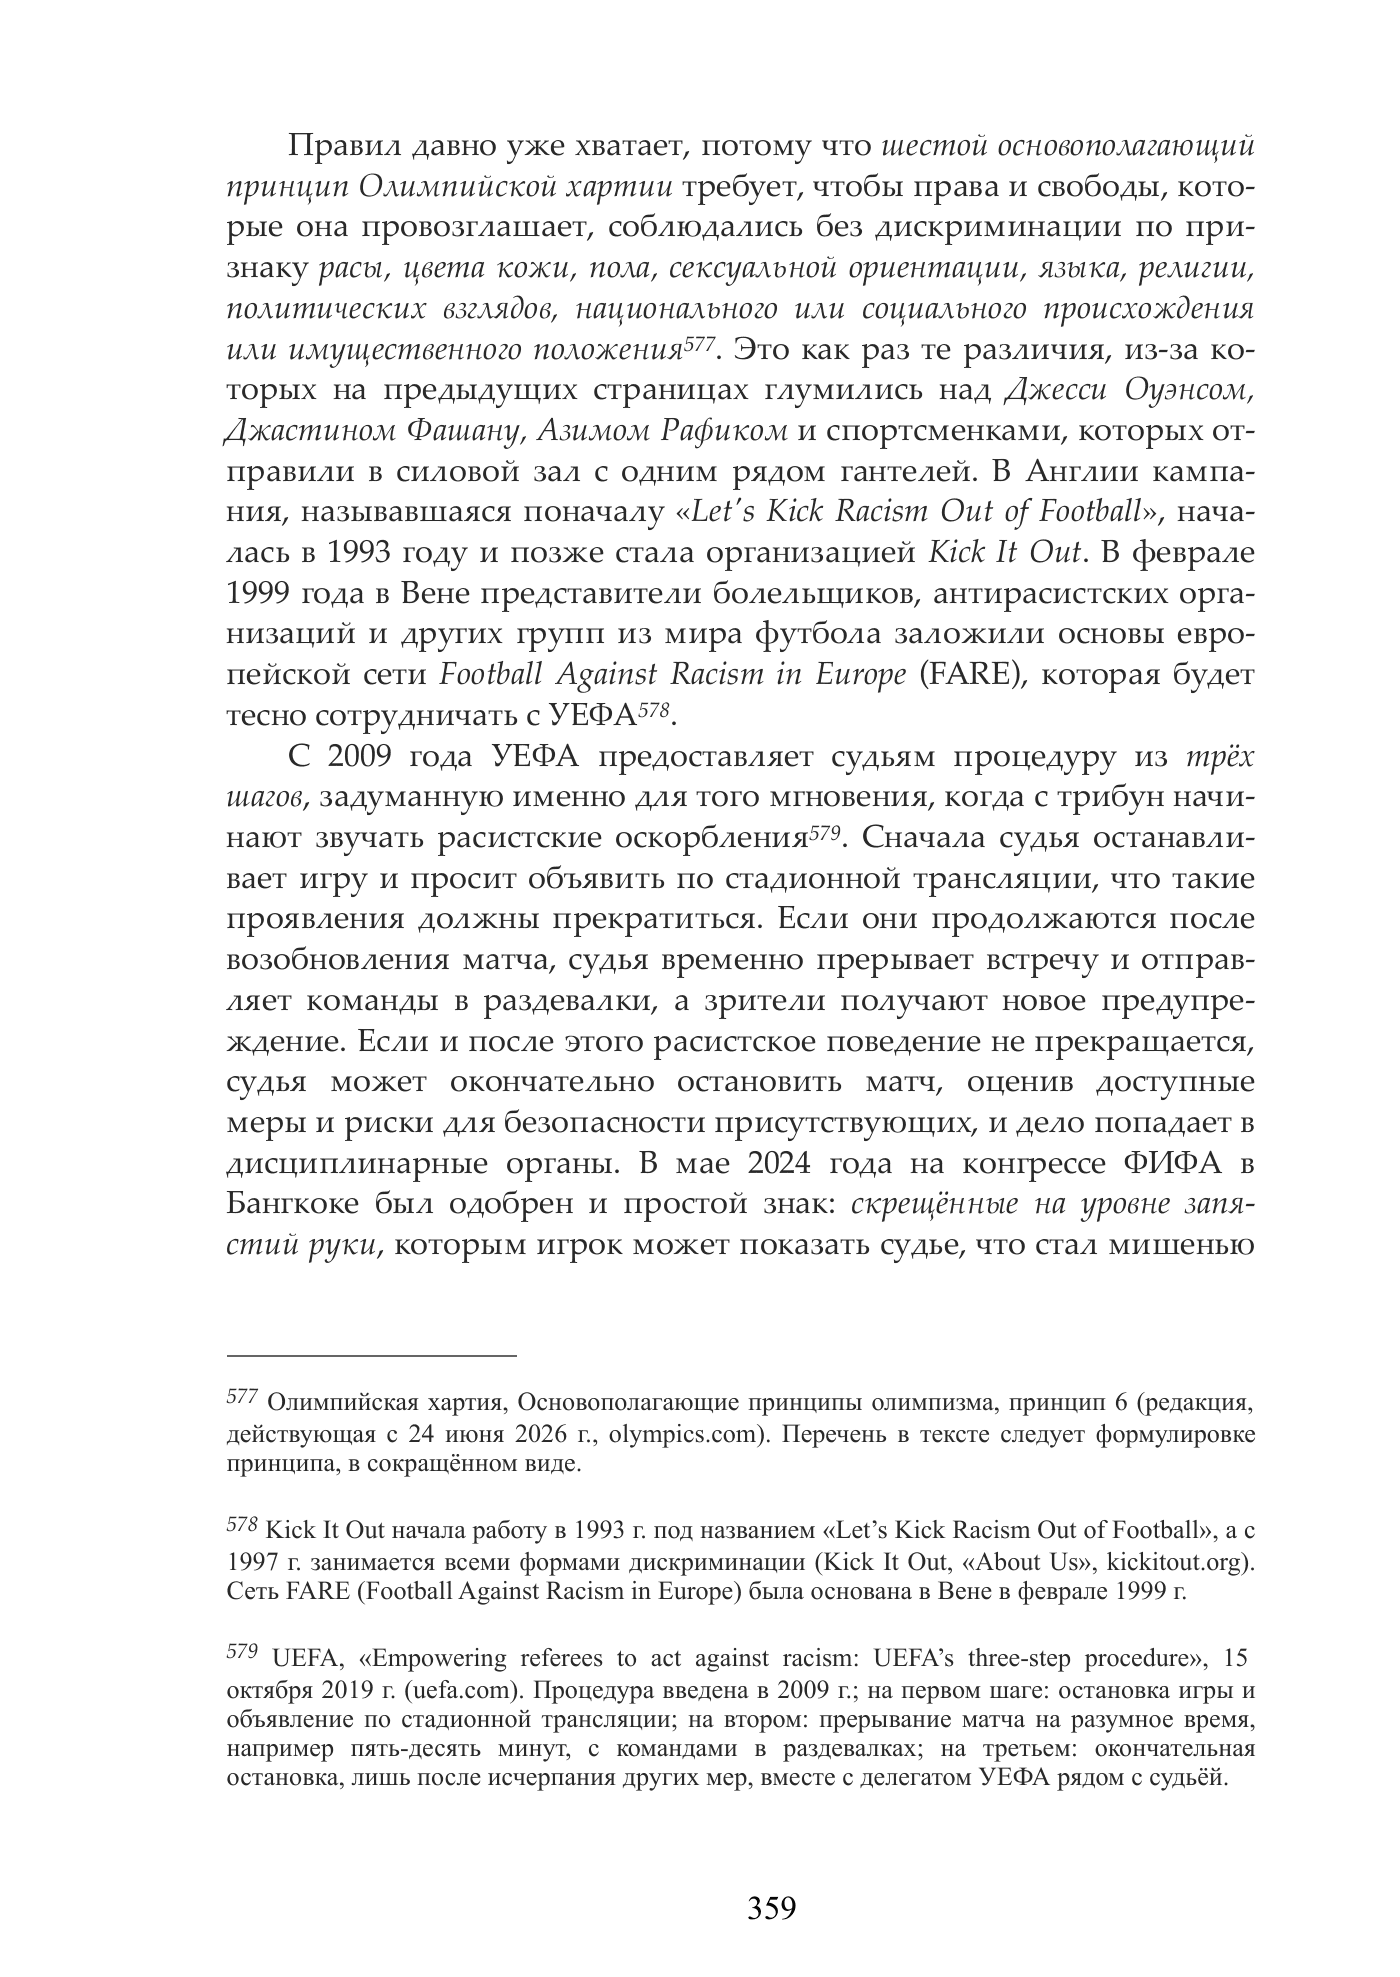 Правил давно уже хватает, потому что шестой основополагающий
принцип Олимпийской хартии требует, чтобы права и свободы, кото-
рые она провозглашает, соблюдались без дискриминации по при-
знаку расы, цвета кожи, пола, сексуальной ориентации, языка, религии,
политических взглядов, национального или социального происхождения
или имущественного положения577. Это как раз те различия, из-за ко-
торых на предыдущих страницах глумились над Джесси Оуэнсом,
Джастином Фашану, Азимом Рафиком и спортсменками, которых от-
правили в силовой зал с одним рядом гантелей. В Англии кампа-
ния, называвшаяся поначалу «Let’s Kick Racism Out of Football», нача-
лась в 1993 году и позже стала организацией Kick It Out. В феврале
1999 года в Вене представители болельщиков, антирасистских орга-
низаций и других групп из мира футбола заложили основы евро-
пейской сети Football Against Racism in Europe (FARE), которая будет
тесно сотрудничать с УЕФА578.
С 2009 года УЕФА предоставляет судьям процедуру из трёх
шагов, задуманную именно для того мгновения, когда с трибун начи-
нают звучать расистские оскорбления579. Сначала судья останавли-
вает игру и просит объявить по стадионной трансляции, что такие
проявления должны прекратиться. Если они продолжаются после
возобновления матча, судья временно прерывает встречу и отправ-
ляет команды в раздевалки, а зрители получают новое предупре-
ждение. Если и после этого расистское поведение не прекращается,
судья может окончательно остановить матч, оценив доступные
меры и риски для безопасности присутствующих, и дело попадает в
дисциплинарные органы. В мае 2024 года на конгрессе ФИФА в
Бангкоке был одобрен и простой знак: скрещённые на уровне запя-
стий руки, которым игрок может показать судье, что стал мишенью
577 Олимпийская хартия, Основополагающие принципы олимпизма, принцип 6 (редакция,
действующая с 24 июня 2026 г., olympics.com). Перечень в тексте следует формулировке
принципа, в сокращённом виде.
578 Kick It Out начала работу в 1993 г. под названием «Let’s Kick Racism Out of Football», а с
1997 г. занимается всеми формами дискриминации (Kick It Out, «About Us», kickitout.org).
Сеть FARE (Football Against Racism in Europe) была основана в Вене в феврале 1999 г.
579 UEFA, «Empowering referees to act against racism: UEFA’s three-step procedure», 15
октября 2019 г. (uefa.com). Процедура введена в 2009 г.; на первом шаге: остановка игры и
объявление по стадионной трансляции; на втором: прерывание матча на разумное время,
например пять-десять минут, с командами в раздевалках; на третьем: окончательная
остановка, лишь после исчерпания других мер, вместе с делегатом УЕФА рядом с судьёй.
359